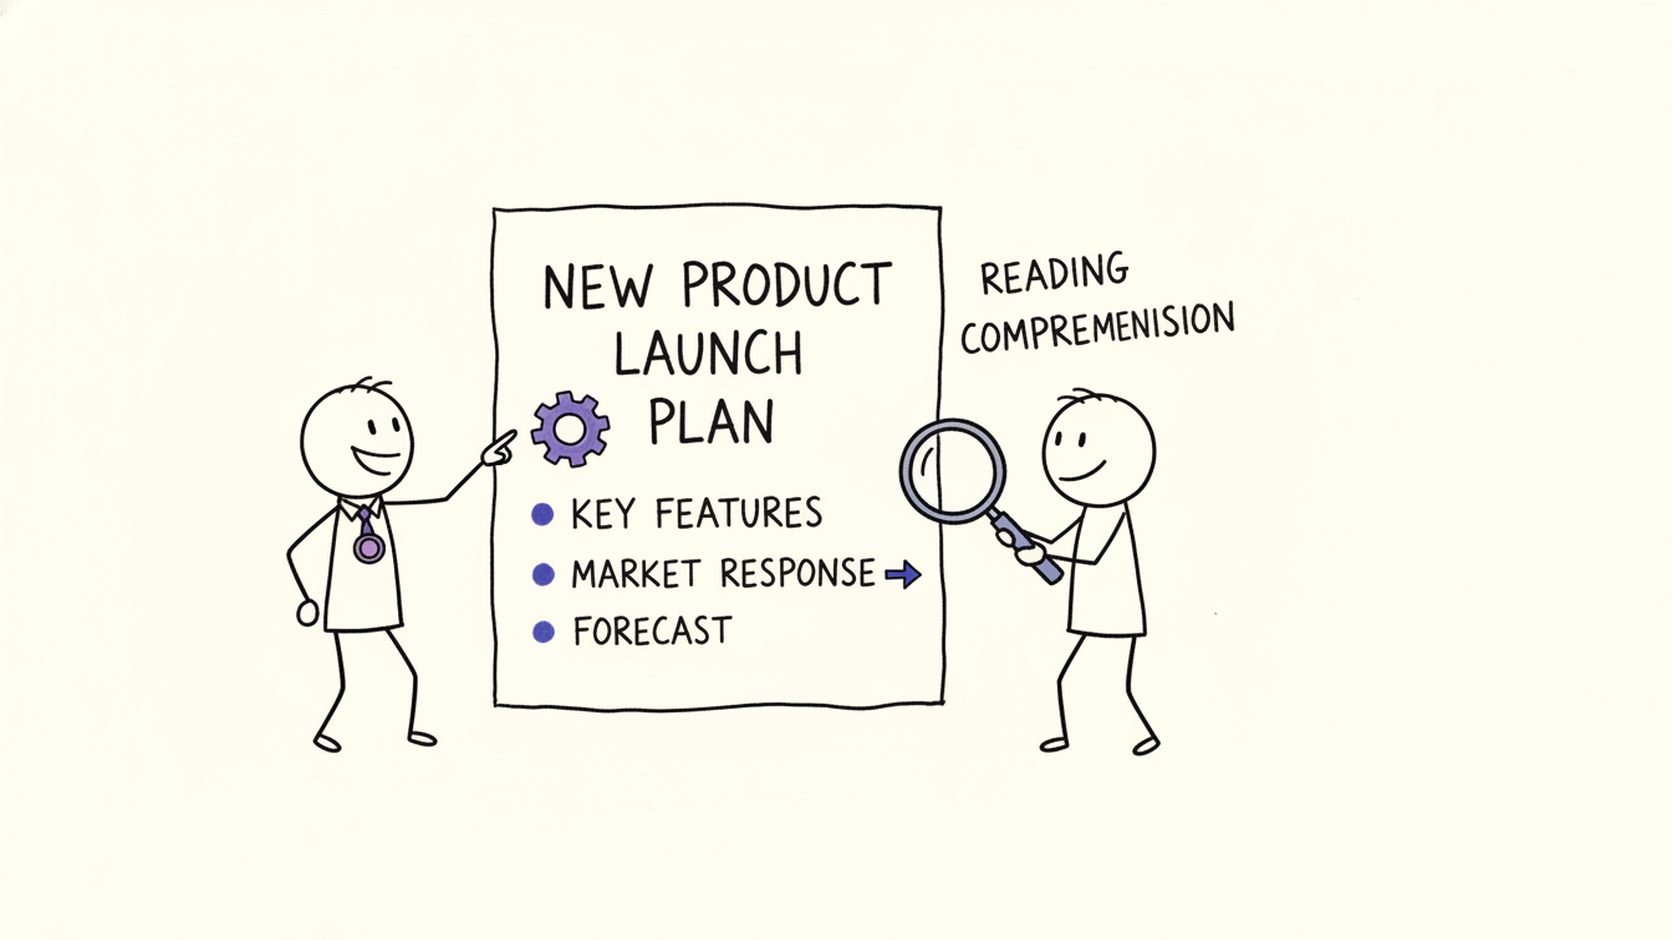 NEW PRODUCT
LAUNCH
PLAN
KEY FEATURES
MARKET RESPONSE
FORECAST
READING
COMPREMENISION